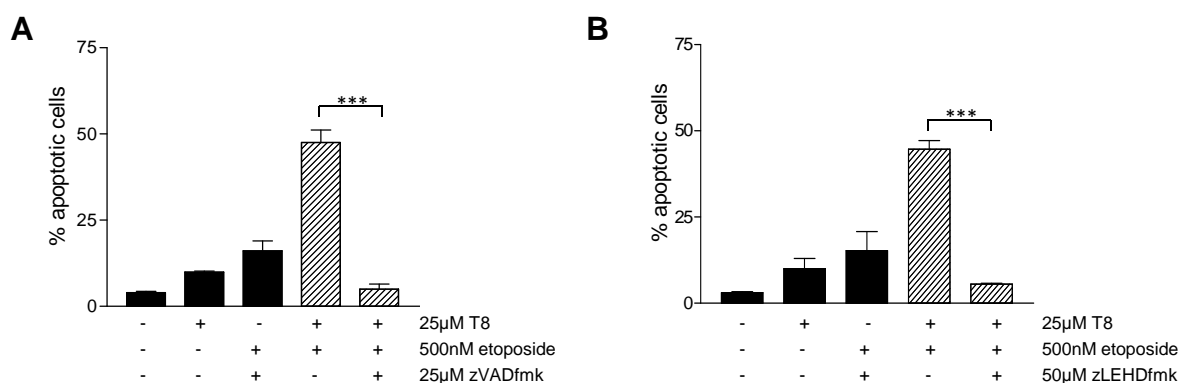 A
75
50
25
0
% apoptotic cells
***
- + - + + 25µM T8
- - + + + 500nM etoposide
- - + - + 25µM zVADfmk
B
75
50
25
0
% apoptotic cells
***
- + - + + 25µM T8
- - + + + 500nM etoposide
- - + - + 50µM zLEHDfmk